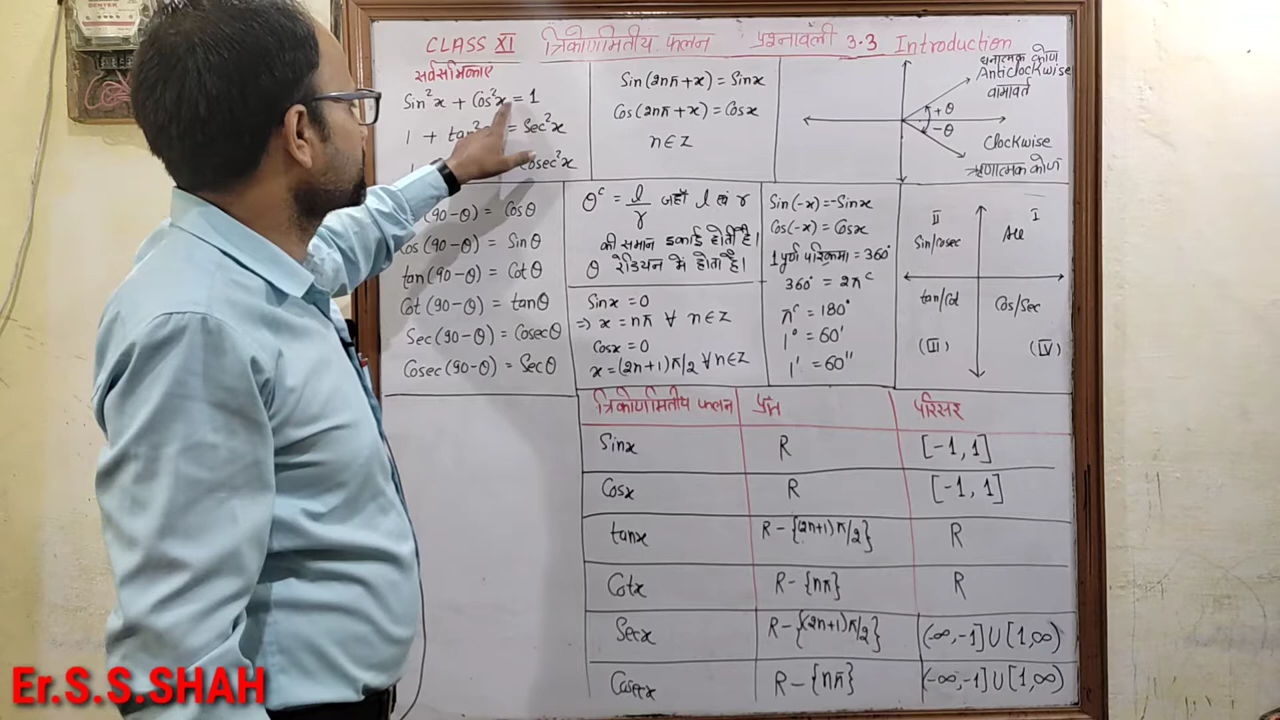 CLASS XI त्रिकोणमितीय फलन प्रश्नावली 3.3 Introduction
सर्वसमिकाएं
Sin²x + Cos²x = 1
1 + tan² = Sec²x
1 Cosec²x
Sin(2nπ+x) = Sinx
Cos(2nπ+x) = Cosx
n∈Z
धनात्मक कोण
Anticlockwise
वामावर्त
+θ
-θ
Clockwise
ऋणात्मक कोण
(90-θ) = Cosθ
Cos(90-θ) = Sinθ
tan(90-θ) = Cotθ
Cot(90-θ) = tanθ
Sec(90-θ) = Cosecθ
Cosec(90-θ) = Secθ
θᶜ = l/r जहाँ l एवं r
की समान इकाई होती है।
θ रेडियन में होता है।
Sinx = 0
⇒ x = nπ ∀ n∈Z
Cosx = 0
x = (2n+1)π/2 ∀ n∈Z
Sin(-x) = -Sinx
Cos(-x) = Cosx
1 पूर्ण परिक्रमा = 360°
360° = 2πᶜ
πᶜ = 180°
1° = 60'
1' = 60''
II I
Sin/Cosec All
tan/Cot Cos/Sec
(III) (IV)
त्रिकोणमितीय फलन प्रांत परिसर
Sinx R [-1, 1]
Cosx R [-1, 1]
tanx R-{(2n+1)π/2} R
Cotx R-{nπ} R
Secx R-{(2n+1)π/2} (-∞,-1]∪[1,∞)
Cosecx R-{nπ} (-∞,-1]∪[1,∞)
Er.S.S.SHAH